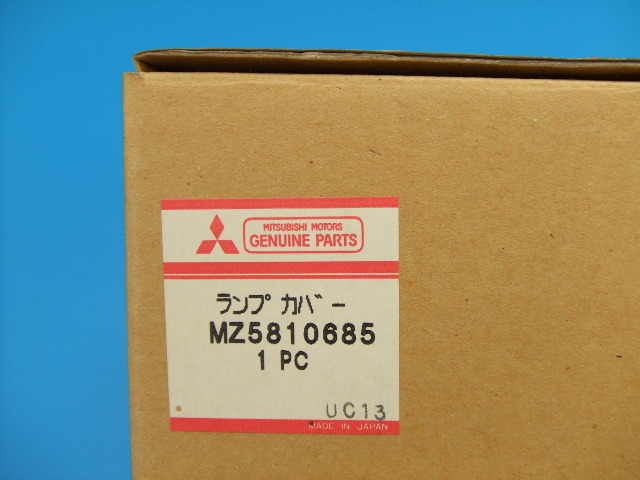 MITSUBISHI MOTORS
GENUINE PARTS
ランプ カバー
MZ5810685
1 PC
UC13
MADE IN JAPAN